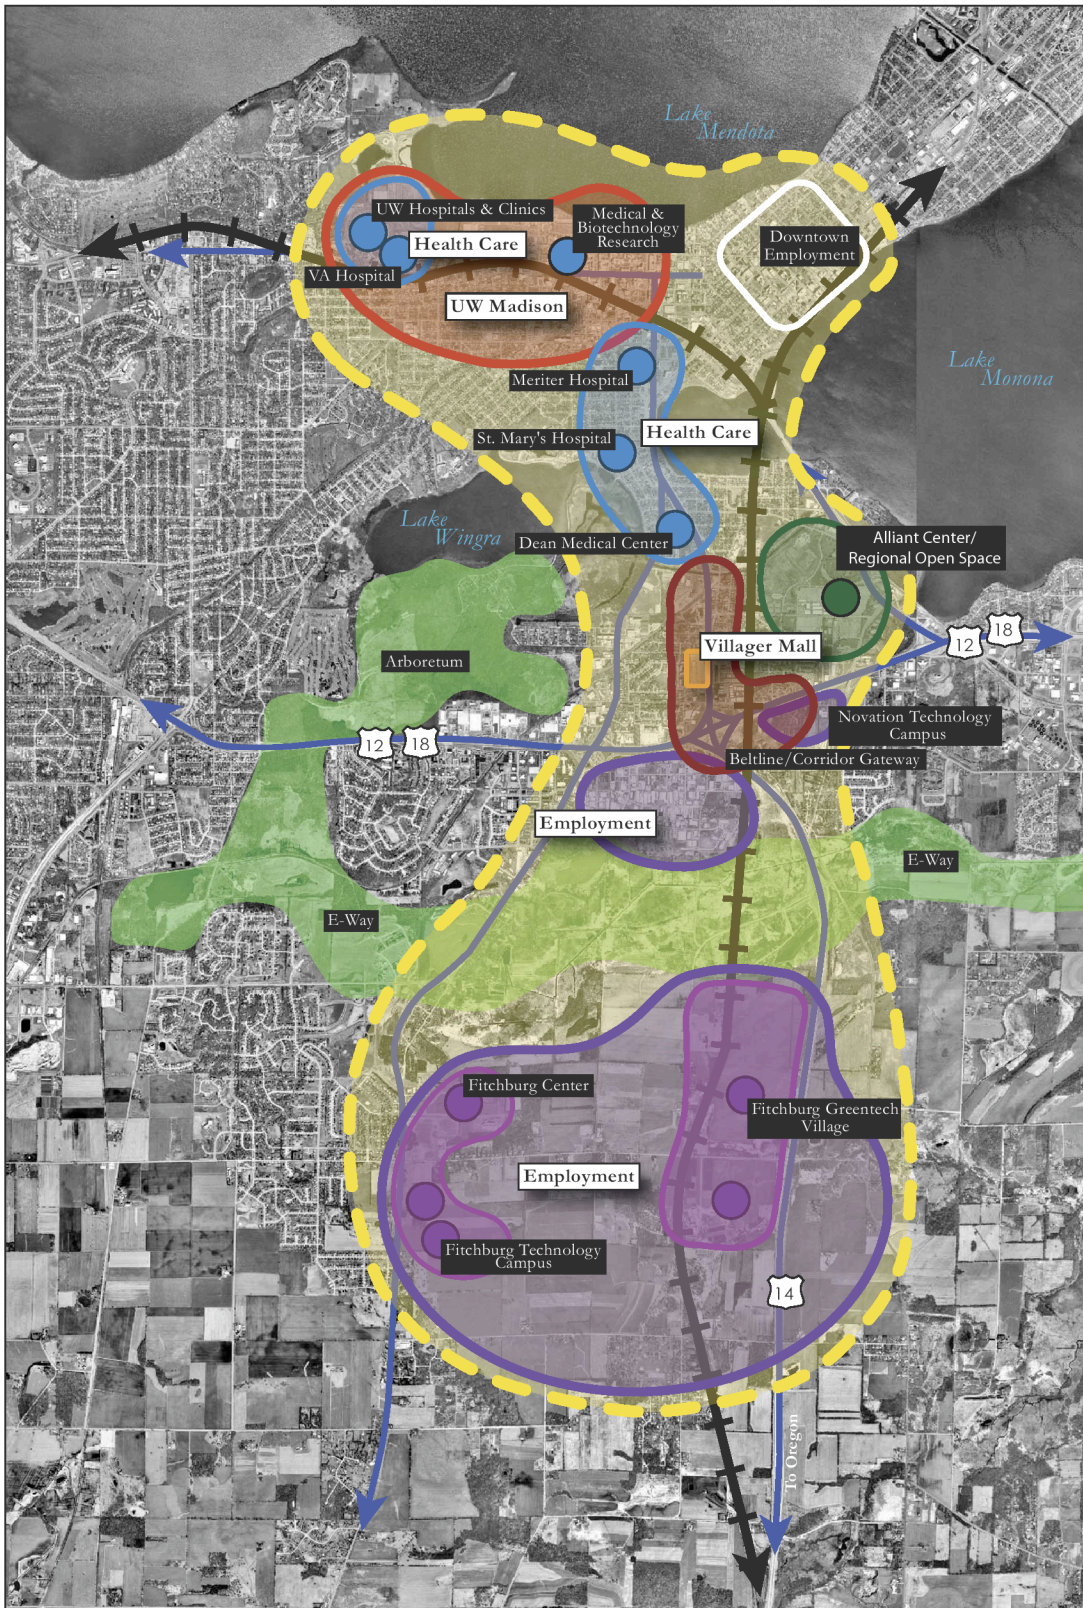 Lake
Mendota
UW Hospitals & Clinics
Medical &
Biotechnology
Research
Health Care
Downtown
Employment
VA Hospital
UW Madison
Lake
Monona
Meriter Hospital
Health Care
St. Mary's Hospital
Lake
Wingra
Dean Medical Center
Alliant Center/
Regional Open Space
12
18
Villager Mall
Arboretum
Novation Technology
Campus
12
18
Beltline/Corridor Gateway
Employment
E-Way
E-Way
Fitchburg Center
Fitchburg Greentech
Village
Employment
Fitchburg Technology
Campus
14
To Oregon